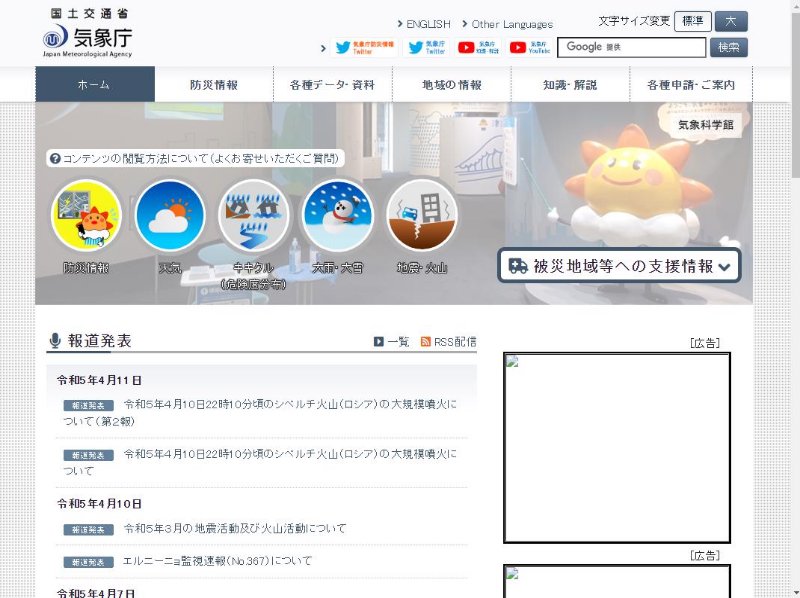 国土交通省
気象庁
Japan Meteorological Agency
ENGLISH
Other Languages
文字サイズ変更
標準
大
気象庁防災情報
Twitter
気象庁
Twitter
気象庁
YouTube
Google 提供
検索
ホーム
防災情報
各種データ・資料
地域の情報
知識・解説
各種申請・ご案内
気象科学館
コンテンツの閲覧方法について(よくお寄せいただくご質問)
防災情報
天気
キキクル
(危険度分布)
大雨・大雪
地震・火山
被災地域等への支援情報
報道発表
一覧
RSS配信
[広告]
令和5年4月11日
報道発表 令和5年4月10日22時10分頃のシベルチ火山(ロシア)の大規模噴火に
ついて(第2報)
報道発表 令和5年4月10日22時10分頃のシベルチ火山(ロシア)の大規模噴火に
ついて
令和5年4月10日
報道発表 令和5年3月の地震活動及び火山活動について
[広告]
報道発表 エルニーニョ監視速報(No.367)について
令和5年4月7日